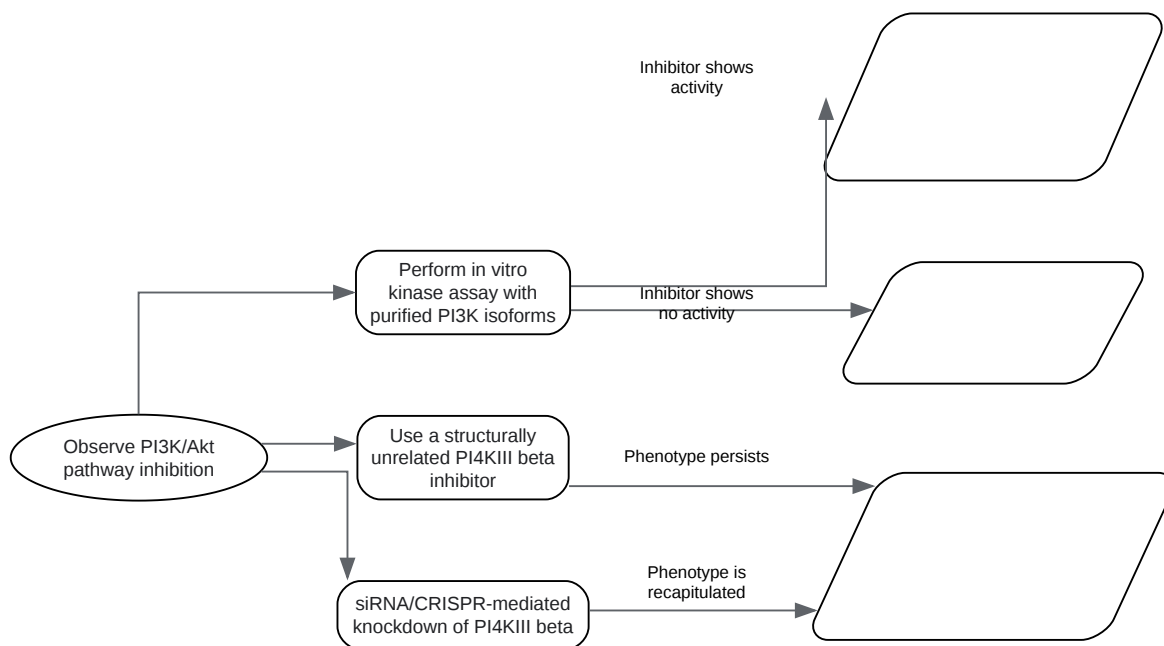 Inhibitor shows
activity
Perform in vitro
kinase assay with
purified PI3K isoforms
Inhibitor shows
no activity
Observe PI3K/Akt
pathway inhibition
Use a structurally
unrelated PI4KIII beta
inhibitor
Phenotype persists
siRNA/CRISPR-mediated
knockdown of PI4KIII beta
Phenotype is
recapitulated